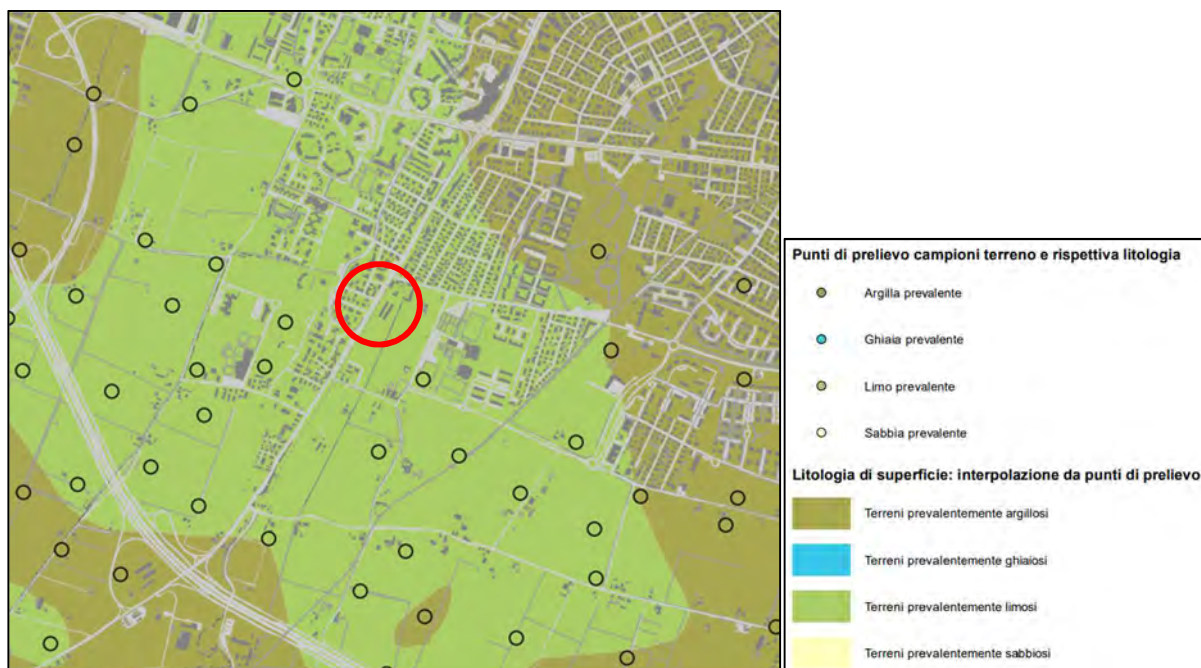 Punti di prelievo campioni terreno e rispettiva litologia
Argilla prevalente
Ghiaia prevalente
Limo prevalente
Sabbia prevalente
Litologia di superficie: interpolazione da punti di prelievo
Terreni prevalentemente argillosi
Terreni prevalentemente ghiaiosi
Terreni prevalentemente limosi
Terreni prevalentemente sabbiosi